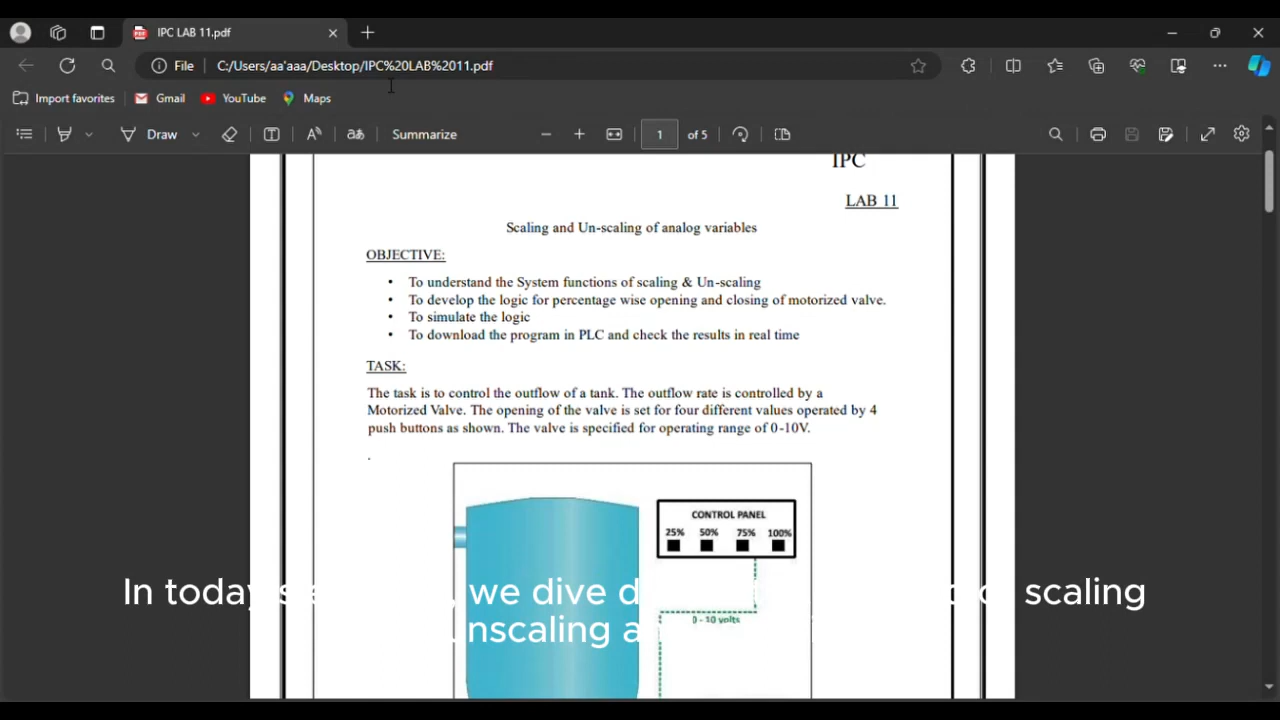 IPC LAB 11.pdf
File
C:/Users/aa'aaa/Desktop/IPC%20LAB%2011.pdf
Import favorites
Gmail
YouTube
Maps
Draw
aあ
Summarize
1 of 5
IPC
LAB 11
Scaling and Un-scaling of analog variables
OBJECTIVE:
• To understand the System functions of scaling & Un-scaling
• To develop the logic for percentage wise opening and closing of motorized valve.
• To simulate the logic
• To download the program in PLC and check the results in real time
TASK:
The task is to control the outflow of a tank. The outflow rate is controlled by a
Motorized Valve. The opening of the valve is set for four different values operated by 4
push buttons as shown. The valve is specified for operating range of 0-10V.
.
CONTROL PANEL
25% 50% 75% 100%
0 - 10 volts
In today we dive scaling